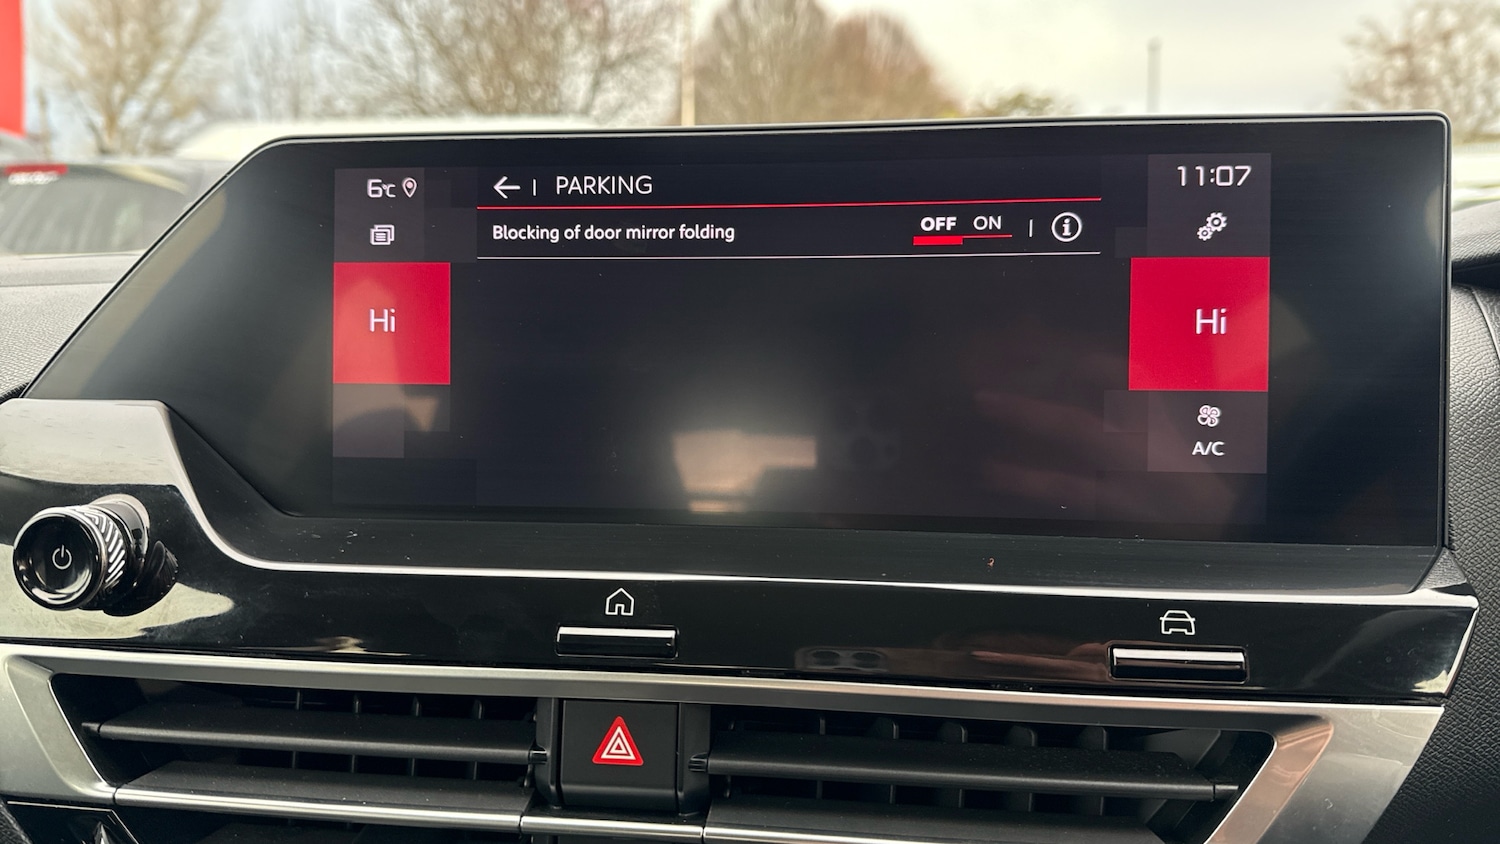 6°C
PARKING
11:07
Blocking of door mirror folding
OFF ON
Hi
Hi
A/C